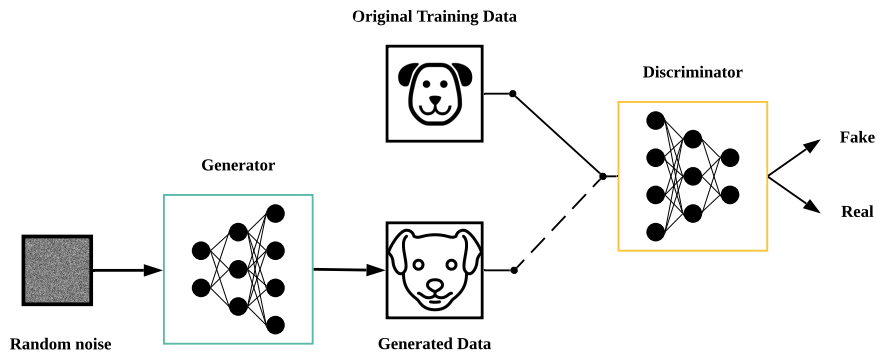 Original Training Data
Discriminator
Fake
Generator
Real
Random noise
Generated Data